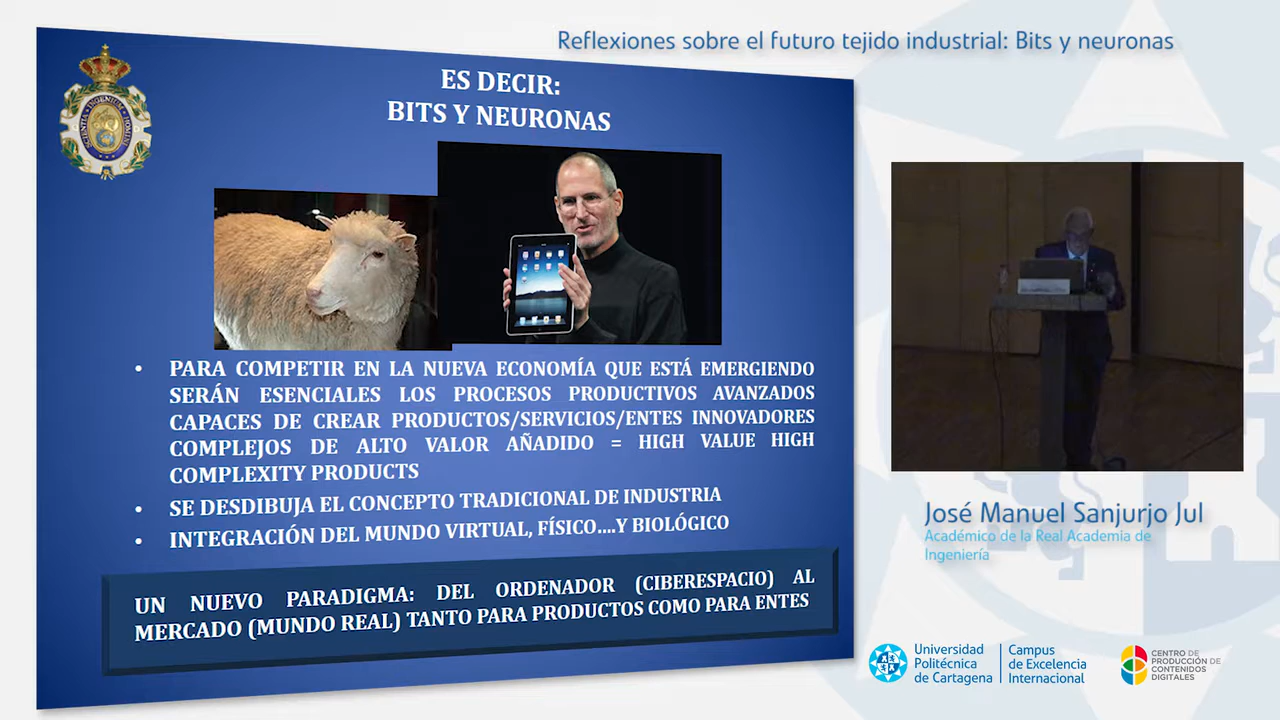 Reflexiones sobre el futuro tejido industrial: Bits y neuronas
ES DECIR:
BITS Y NEURONAS
SCIENTIA INGENIUM HOMINI
• PARA COMPETIR EN LA NUEVA ECONOMÍA QUE ESTÁ EMERGIENDO
SERÁN ESENCIALES LOS PROCESOS PRODUCTIVOS AVANZADOS
CAPACES DE CREAR PRODUCTOS/SERVICIOS/ENTES INNOVADORES
COMPLEJOS DE ALTO VALOR AÑADIDO = HIGH VALUE HIGH
COMPLEXITY PRODUCTS
• SE DESDIBUJA EL CONCEPTO TRADICIONAL DE INDUSTRIA
• INTEGRACIÓN DEL MUNDO VIRTUAL, FÍSICO....Y BIOLÓGICO
UN NUEVO PARADIGMA: DEL ORDENADOR (CIBERESPACIO) AL
MERCADO (MUNDO REAL) TANTO PARA PRODUCTOS COMO PARA ENTES
José Manuel Sanjurjo Jul
Académico de la Real Academia de
Ingeniería
Universidad
Politécnica
de Cartagena
Campus
de Excelencia
Internacional
CENTRO DE
PRODUCCIÓN DE
CONTENIDOS
DIGITALES